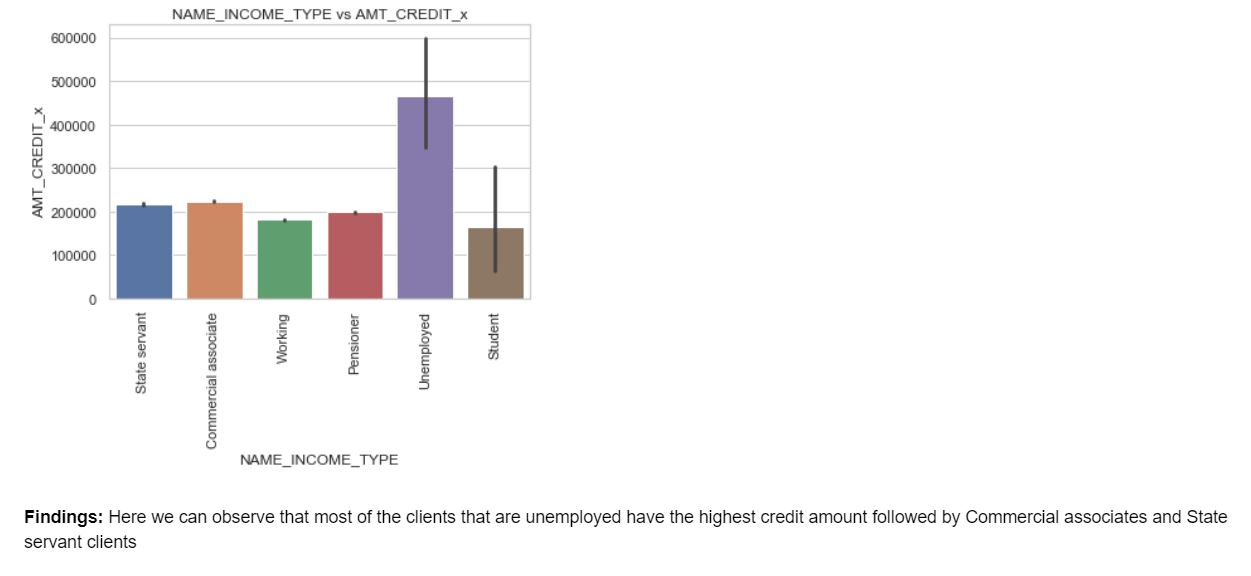 NAME_INCOME_TYPE vs AMT_CREDIT_x
600000
500000
400000
300000
200000
100000
0
AMT_CREDIT_x
State servant
Commercial associate
Working
Pensioner
Unemployed
Student
NAME_INCOME_TYPE
Findings: Here we can observe that most of the clients that are unemployed have the highest credit amount followed by Commercial associates and State
servant clients